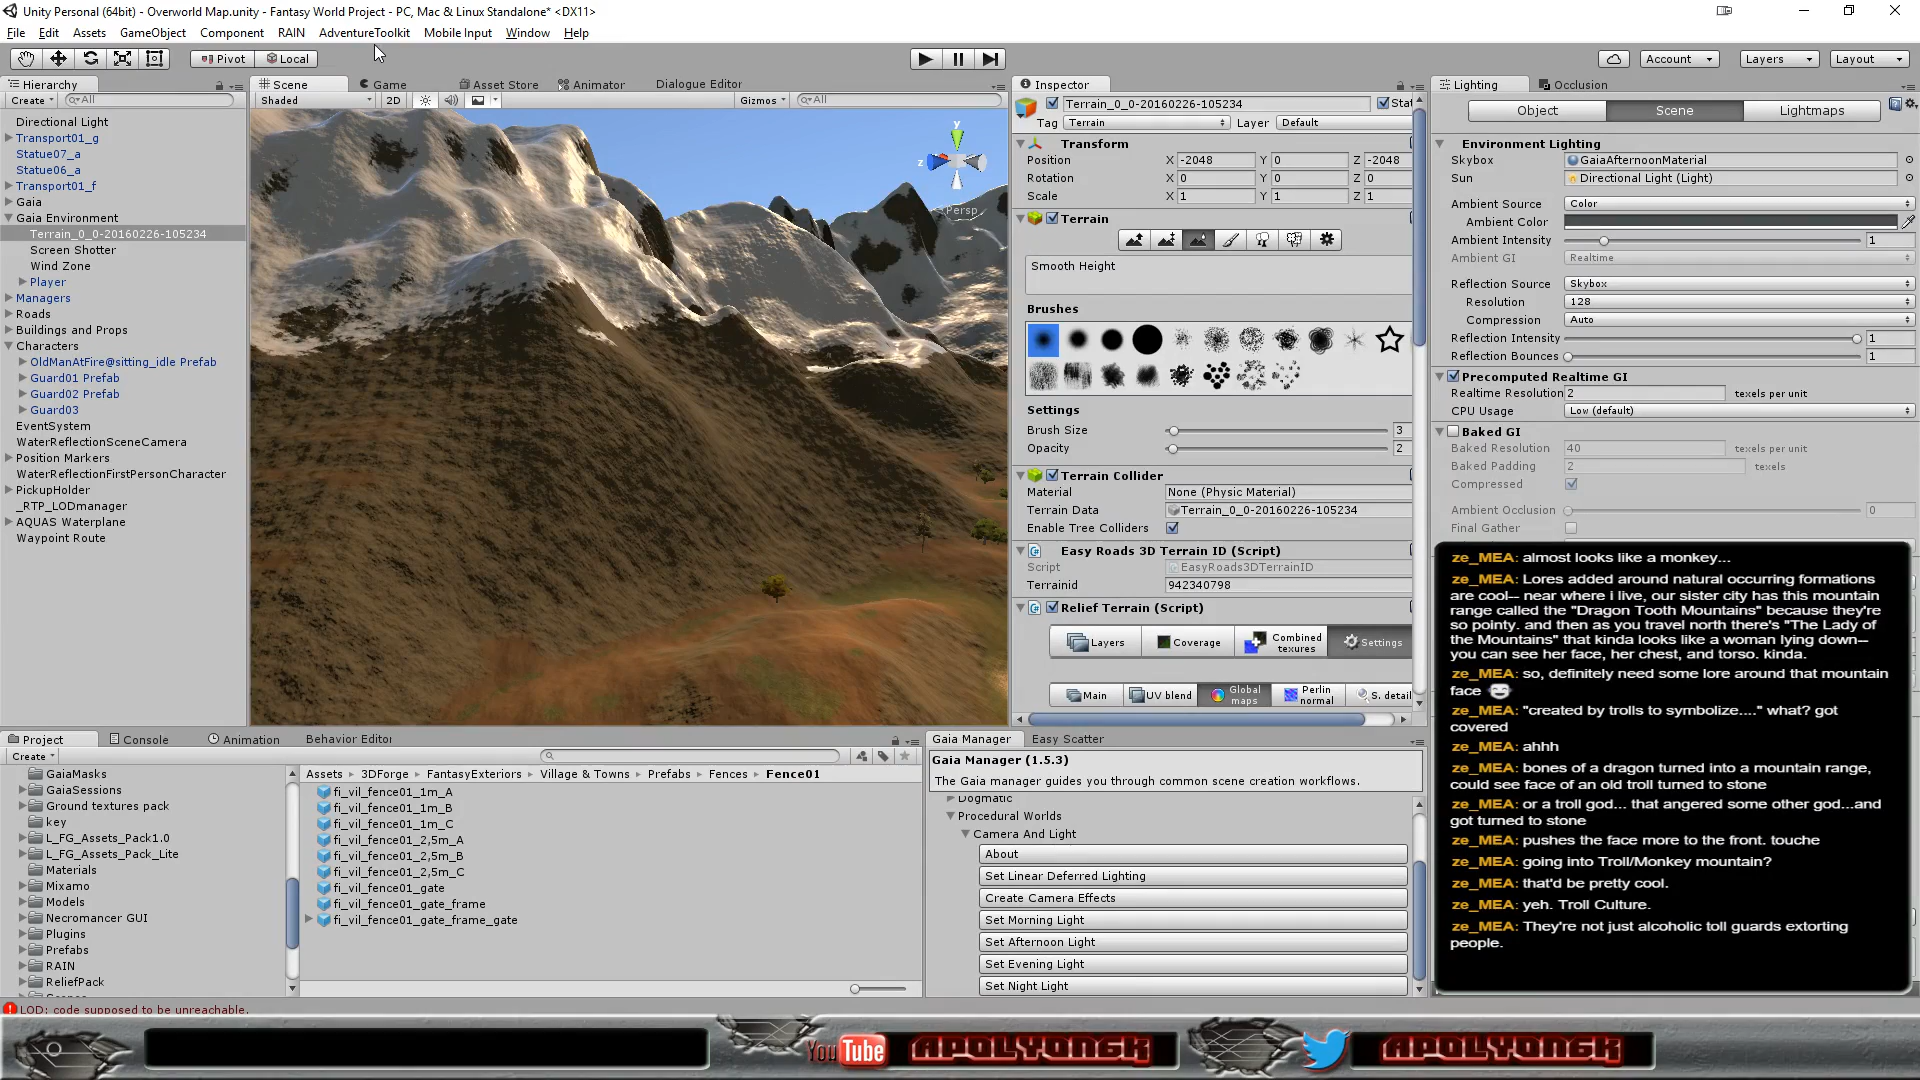 Unity Personal (64bit) - Overworld Map.unity - Fantasy World Project - PC, Mac & Linux Standalone* <DX11>
File Edit Assets GameObject Component RAIN AdventureToolkit Mobile Input Window Help
Pivot Local Account Layers Layout
Hierarchy
Create All
Directional Light
Transport01_g
Statue07_a
Statue06_a
Transport01_f
Gaia
Gaia Environment
Terrain_0_0-20160226-105234
Screen Shotter
Wind Zone
Player
Managers
Roads
Buildings and Props
Characters
OldManAtFire@sitting_idle Prefab
Guard01 Prefab
Guard02 Prefab
Guard03
EventSystem
WaterReflectionSceneCamera
Position Markers
WaterReflectionFirstPersonCharacter
PickupHolder
_RTP_LODmanager
AQUAS Waterplane
Waypoint Route
Scene Game Asset Store Animator Dialogue Editor
Shaded 2D Gizmos All
y
z
Persp
Inspector
Terrain_0_0-20160226-105234 Stat
Tag Terrain Layer Default
Transform
Position X -2048 Y 0 Z -2048
Rotation X 0 Y 0 Z 0
Scale X 1 Y 1 Z 1
Terrain
Smooth Height
Brushes
Settings
Brush Size 3
Opacity 2
Terrain Collider
Material None (Physic Material)
Terrain Data Terrain_0_0-20160226-105234
Enable Tree Colliders
Easy Roads 3D Terrain ID (Script)
Script EasyRoads3DTerrainID
Terrainid 942340798
Relief Terrain (Script)
Layers Coverage Combined texures Settings
Main UV blend Global maps Perlin normal S. detai
Lighting Occlusion
Object Scene Lightmaps
Environment Lighting
Skybox GaiaAfternoonMaterial
Sun Directional Light (Light)
Ambient Source Color
Ambient Color
Ambient Intensity 1
Ambient GI Realtime
Reflection Source Skybox
Resolution 128
Compression Auto
Reflection Intensity 1
Reflection Bounces 1
Precomputed Realtime GI
Realtime Resolution 2 texels per unit
CPU Usage Low (default)
Baked GI
Baked Resolution 40 texels per unit
Baked Padding 2 texels
Compressed
Ambient Occlusion 0
Final Gather
ze_MEA: almost looks like a monkey...
ze_MEA: Lores added around natural occurring formations
are cool-- near where i live, our sister city has this mountain
range called the "Dragon Tooth Mountains" because they're
so pointy. and then as you travel north there's "The Lady of
the Mountains" that kinda looks like a woman lying down--
you can see her face, her chest, and torso. kinda.
ze_MEA: so, definitely need some lore around that mountain
face
ze_MEA: "created by trolls to symbolize...." what? got
covered
ze_MEA: ahhh
ze_MEA: bones of a dragon turned into a mountain range,
could see face of an old troll turned to stone
ze_MEA: or a troll god... that angered some other god...and
got turned to stone
ze_MEA: pushes the face more to the front. touche
ze_MEA: going into Troll/Monkey mountain?
ze_MEA: that'd be pretty cool.
ze_MEA: yeh. Troll Culture.
ze_MEA: They're not just alcoholic toll guards extorting
people.
Project Console Animation Behavior Editor
Create
GaiaMasks
GaiaSessions
Ground textures pack
key
L_FG_Assets_Pack1.0
L_FG_Assets_Pack_Lite
Materials
Mixamo
Models
Necromancer GUI
Plugins
Prefabs
RAIN
ReliefPack
Assets 3DForge FantasyExteriors Village & Towns Prefabs Fences Fence01
fi_vil_fence01_1m_A
fi_vil_fence01_1m_B
fi_vil_fence01_1m_C
fi_vil_fence01_2,5m_A
fi_vil_fence01_2,5m_B
fi_vil_fence01_2,5m_C
fi_vil_fence01_gate
fi_vil_fence01_gate_frame
fi_vil_fence01_gate_frame_gate
Gaia Manager Easy Scatter
Gaia Manager (1.5.3)
The Gaia manager guides you through common scene creation workflows.
Dogmatic
Procedural Worlds
Camera And Light
About
Set Linear Deferred Lighting
Create Camera Effects
Set Morning Light
Set Afternoon Light
Set Evening Light
Set Night Light
LOD: code supposed to be unreachable.
YouTube APOLYONGK APOLYONGK